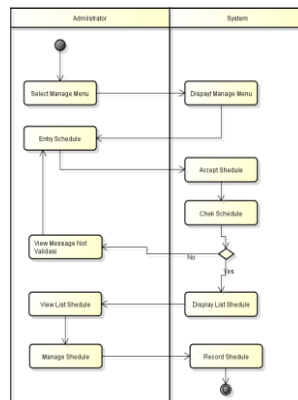 Admiistrator
System
Select Manage Menu
Dispayt Manage Menu
Entry Schedule
Accept Shedule
Chek Schedule
View Message Not
Validasi
No
Yes
View List Shedule
Display List Shedule
Manage Shedule
Record Shedule